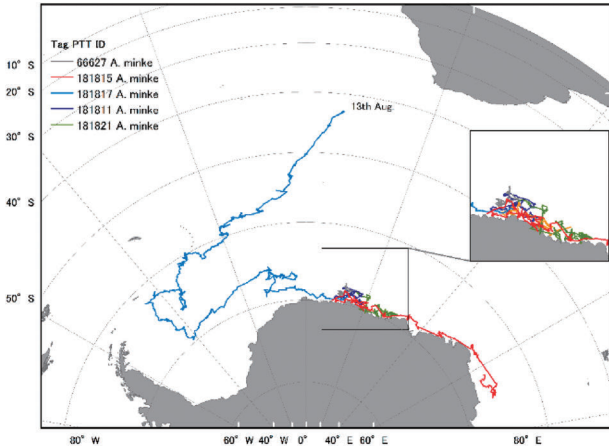 Tag PTT ID
66627 A. minke
181815 A. minke
181817 A. minke
181811 A. minke
181821 A. minke
10° S
20° S
30° S
40° S
50° S
13th Aug.
80° W
60° W 40° W 0° 40° E 60° E
80° E